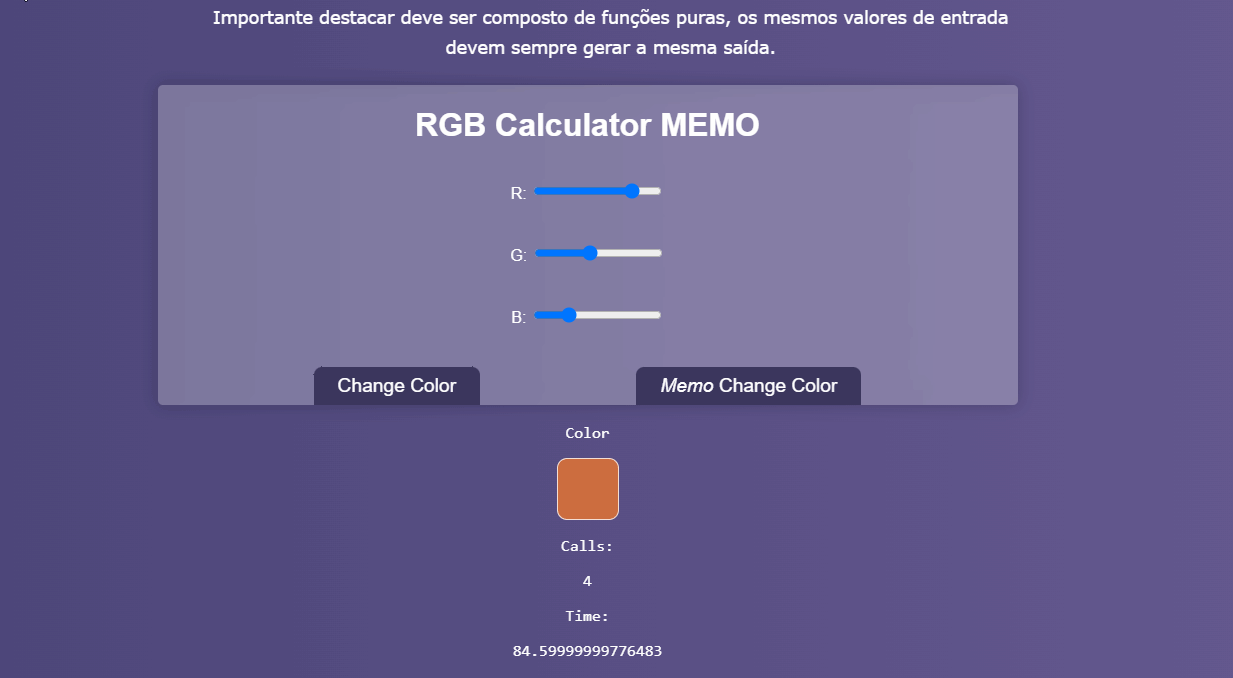 Importante destacar deve ser composto de funções puras, os mesmos valores de entrada
devem sempre gerar a mesma saída.
RGB Calculator MEMO
R:
G:
B:
Change Color
Memo Change Color
Color
Calls:
4
Time:
84.59999999776483